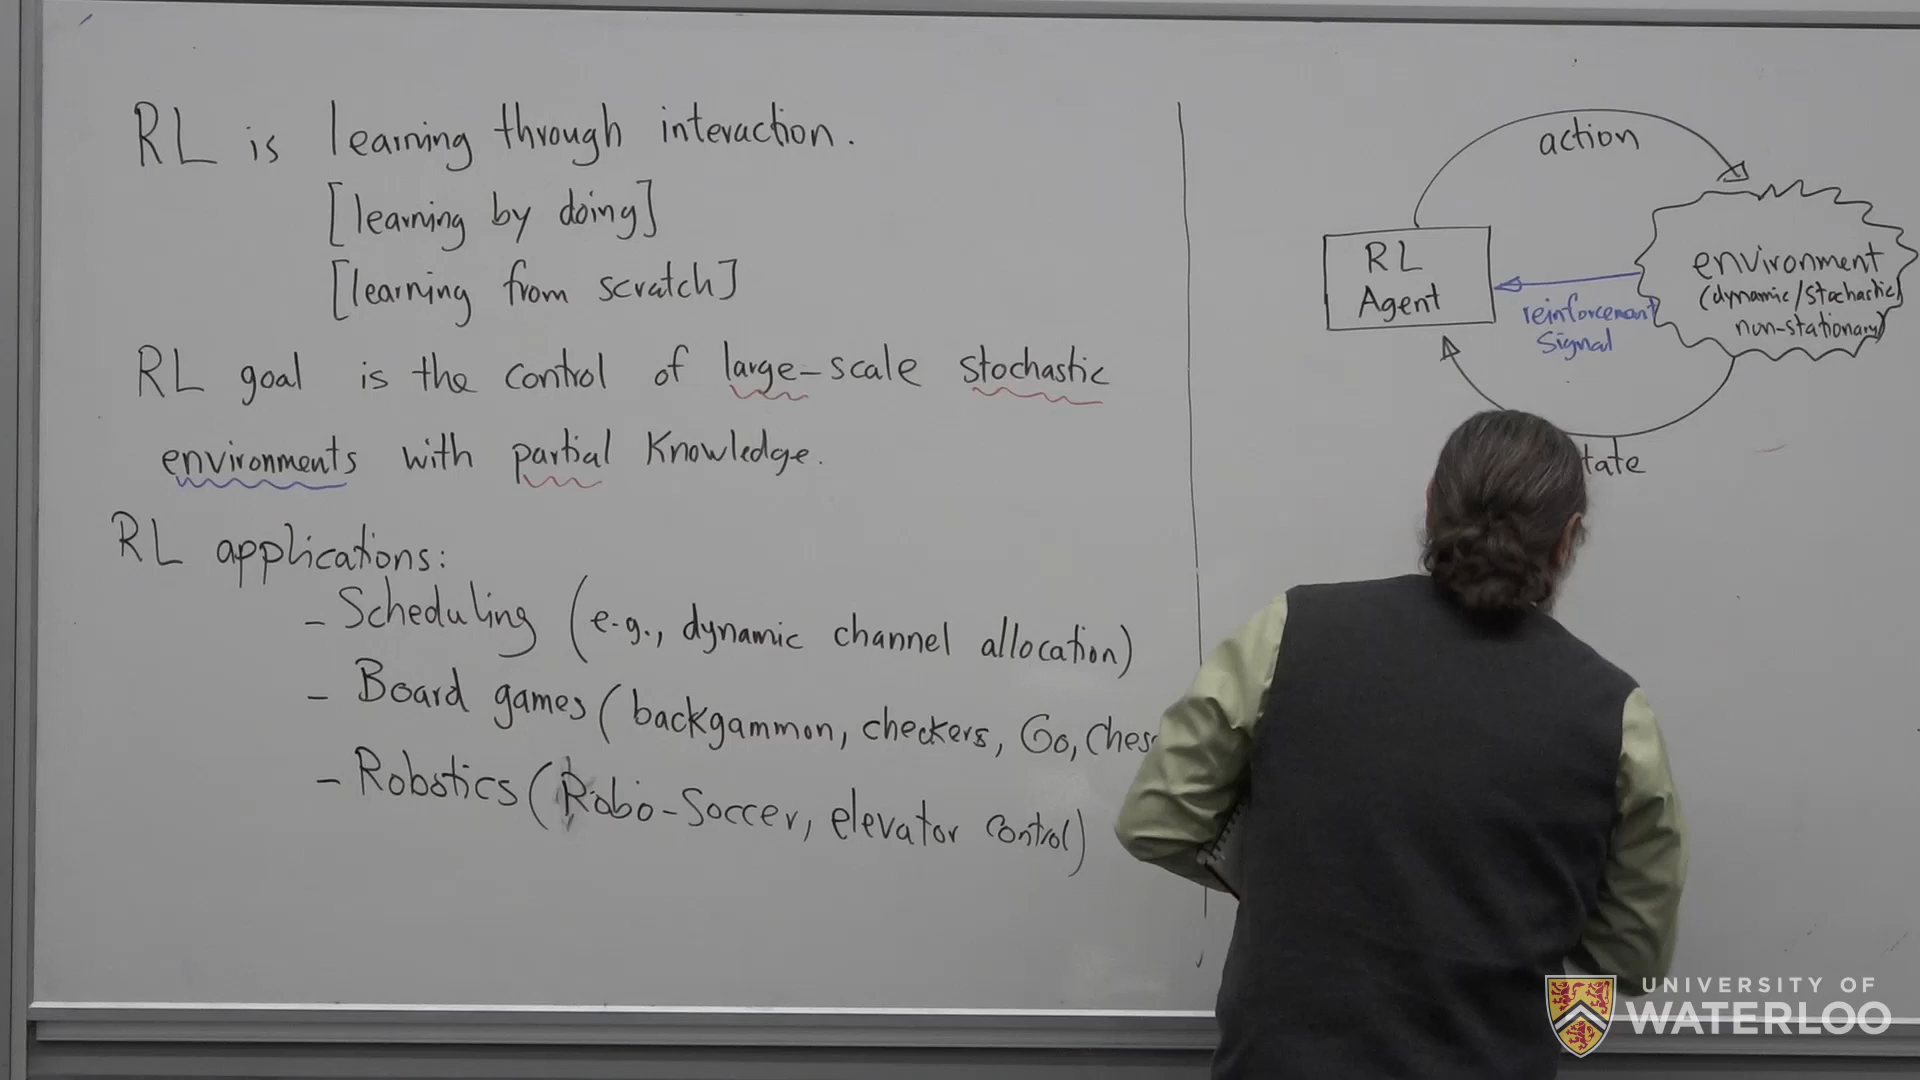 RL is learning through interaction.
[learning by doing]
[learning from scratch]
RL goal is the control of large-scale stochastic
environments with partial knowledge.
RL applications:
- Scheduling (e.g., dynamic channel allocation)
- Board games (backgammon, checkers, Go, Chess
- Robotics (Robo-Soccer, elevator control)
action
RL
Agent
environment
(dynamic/stochastic
non-stationary)
reinforcement
signal
tate
UNIVERSITY OF
WATERLOO